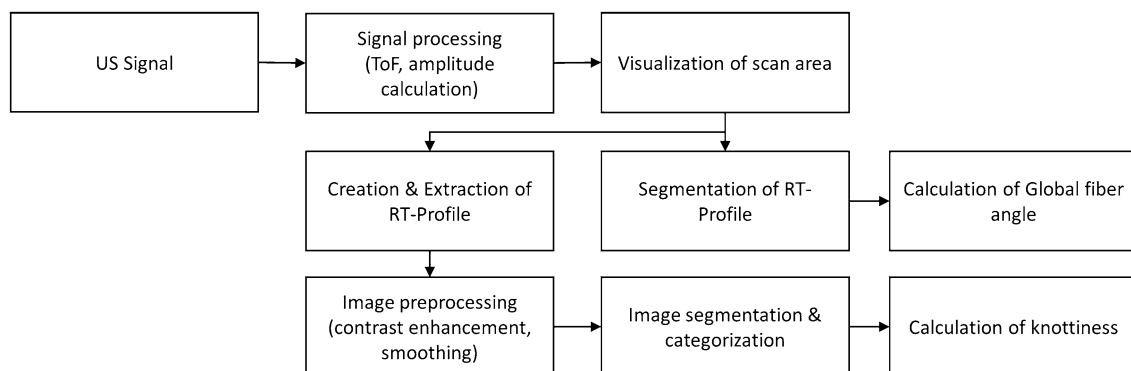 US Signal
Signal processing
(ToF, amplitude
calculation)
Visualization of scan area
Creation & Extraction of
RT-Profile
Segmentation of RT-
Profile
Calculation of Global fiber
angle
Image preprocessing
(contrast enhancement,
smoothing)
Image segmentation &
categorization
Calculation of knottiness